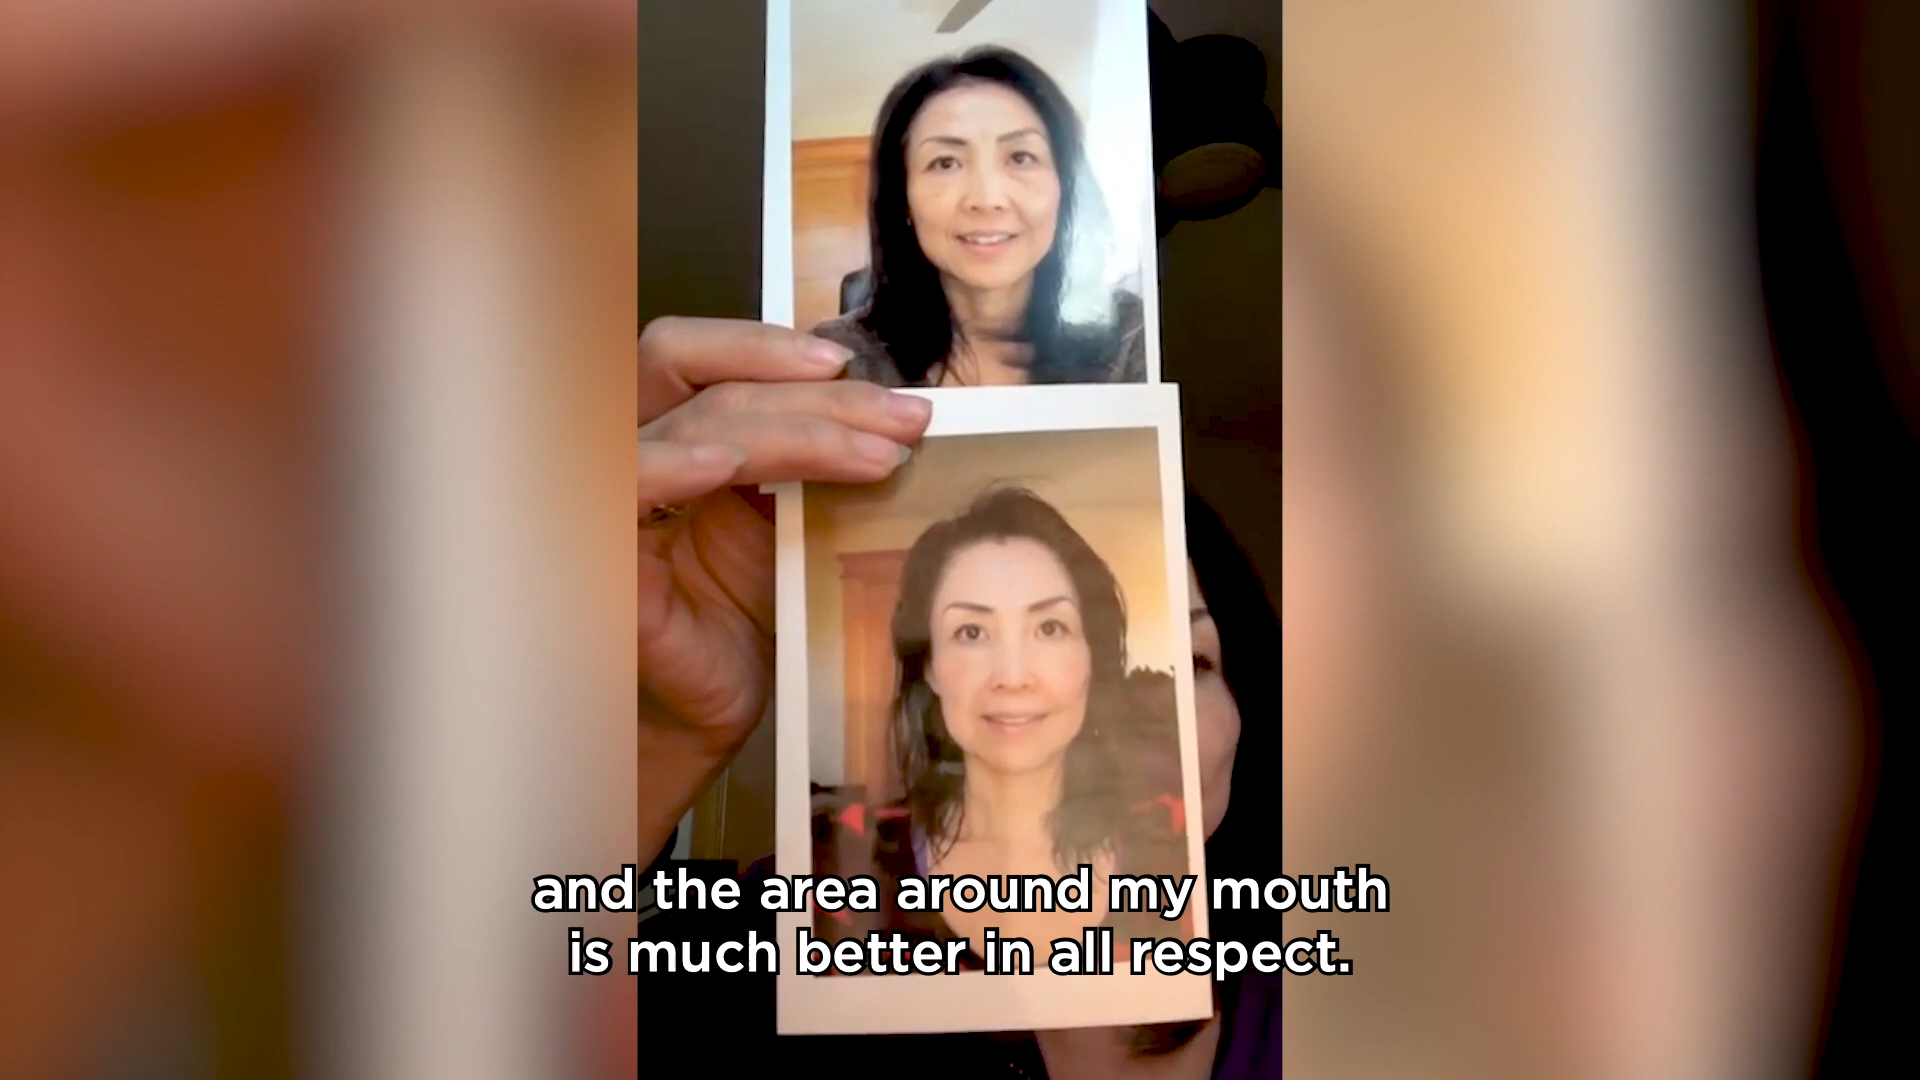 and the area around my mouth
is much better in all respect.